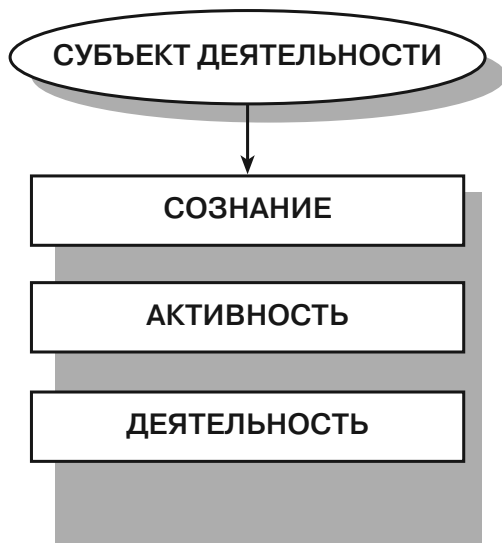 СУБЪЕКТ ДЕЯТЕЛЬНОСТИ
СОЗНАНИЕ
АКТИВНОСТЬ
ДЕЯТЕЛЬНОСТЬ